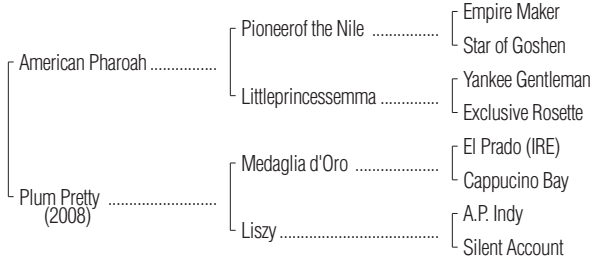 Empire Maker
Pioneerof the Nile ................
Star of Goshen
American Pharoah ................
Yankee Gentleman
Littleprincessemma ..............
Exclusive Rosette
El Prado (IRE)
Medaglia d'Oro ....................
Cappucino Bay
Plum Pretty ..........................
(2008)
A.P. Indy
Liszy ......................................
Silent Account